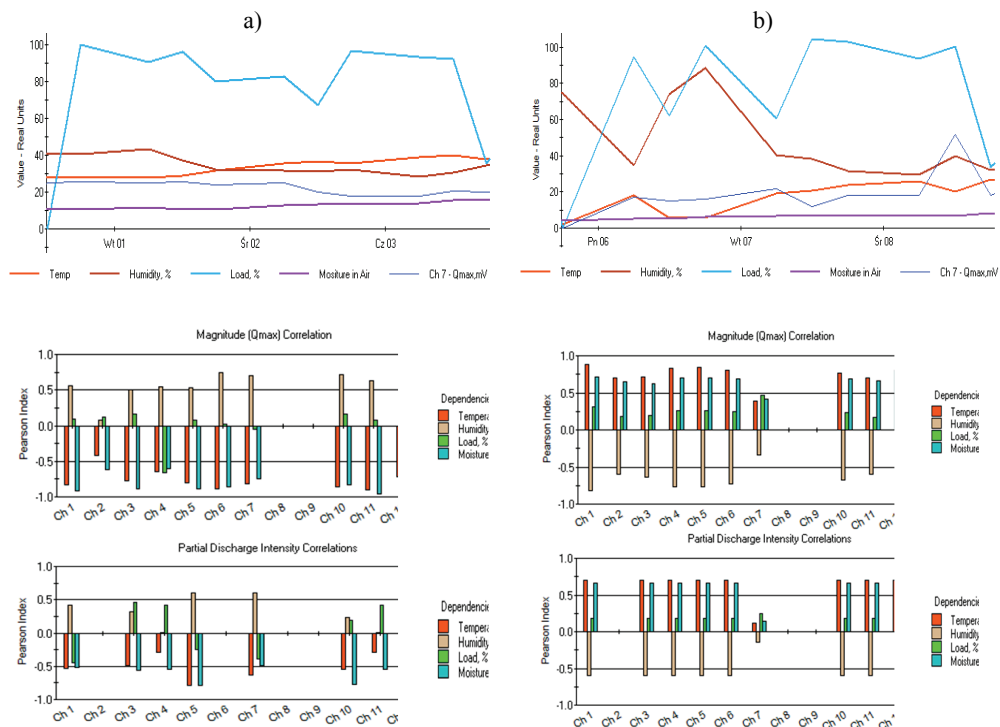 a)
100
80
60
40
20
0
Value - Real Units
Wt 01
Śr 02
Cz 03
Temp
Humidity, %
Load, %
Mositure in Air
Ch 7 - Qmax,mV
b)
100
80
60
40
20
0
Value - Real Units
Pn 06
Wt 07
Śr 08
Temp
Humidity, %
Load, %
Mositure in Air
Ch 7 - Qmax,mV
Magnitude (Qmax) Correlation
1.0
0.5
0.0
-0.5
-1.0
Pearson Index
Ch 1
Ch 2
Ch 3
Ch 4
Ch 5
Ch 6
Ch 7
Ch 8
Ch 9
Ch 10
Ch 11
Dependencie
Tempera
Humidity
Load, %
Moisture
Magnitude (Qmax) Correlation
1.0
0.5
0.0
-0.5
-1.0
Pearson Index
Ch 1
Ch 2
Ch 3
Ch 4
Ch 5
Ch 6
Ch 7
Ch 8
Ch 9
Ch 10
Ch 11
Dependencie
Tempera
Humidity
Load, %
Moisture
Partial Discharge Intensity Correlations
1.0
0.5
0.0
-0.5
-1.0
Pearson Index
Ch 1
Ch 2
Ch 3
Ch 4
Ch 5
Ch 6
Ch 7
Ch 8
Ch 9
Ch 10
Ch 11
Dependencie
Tempera
Humidity
Load, %
Moisture
Partial Discharge Intensity Correlations
1.0
0.5
0.0
-0.5
-1.0
Pearson Index
Ch 1
Ch 2
Ch 3
Ch 4
Ch 5
Ch 6
Ch 7
Ch 8
Ch 9
Ch 10
Ch 11
Dependencie
Tempera
Humidity
Load, %
Moisture